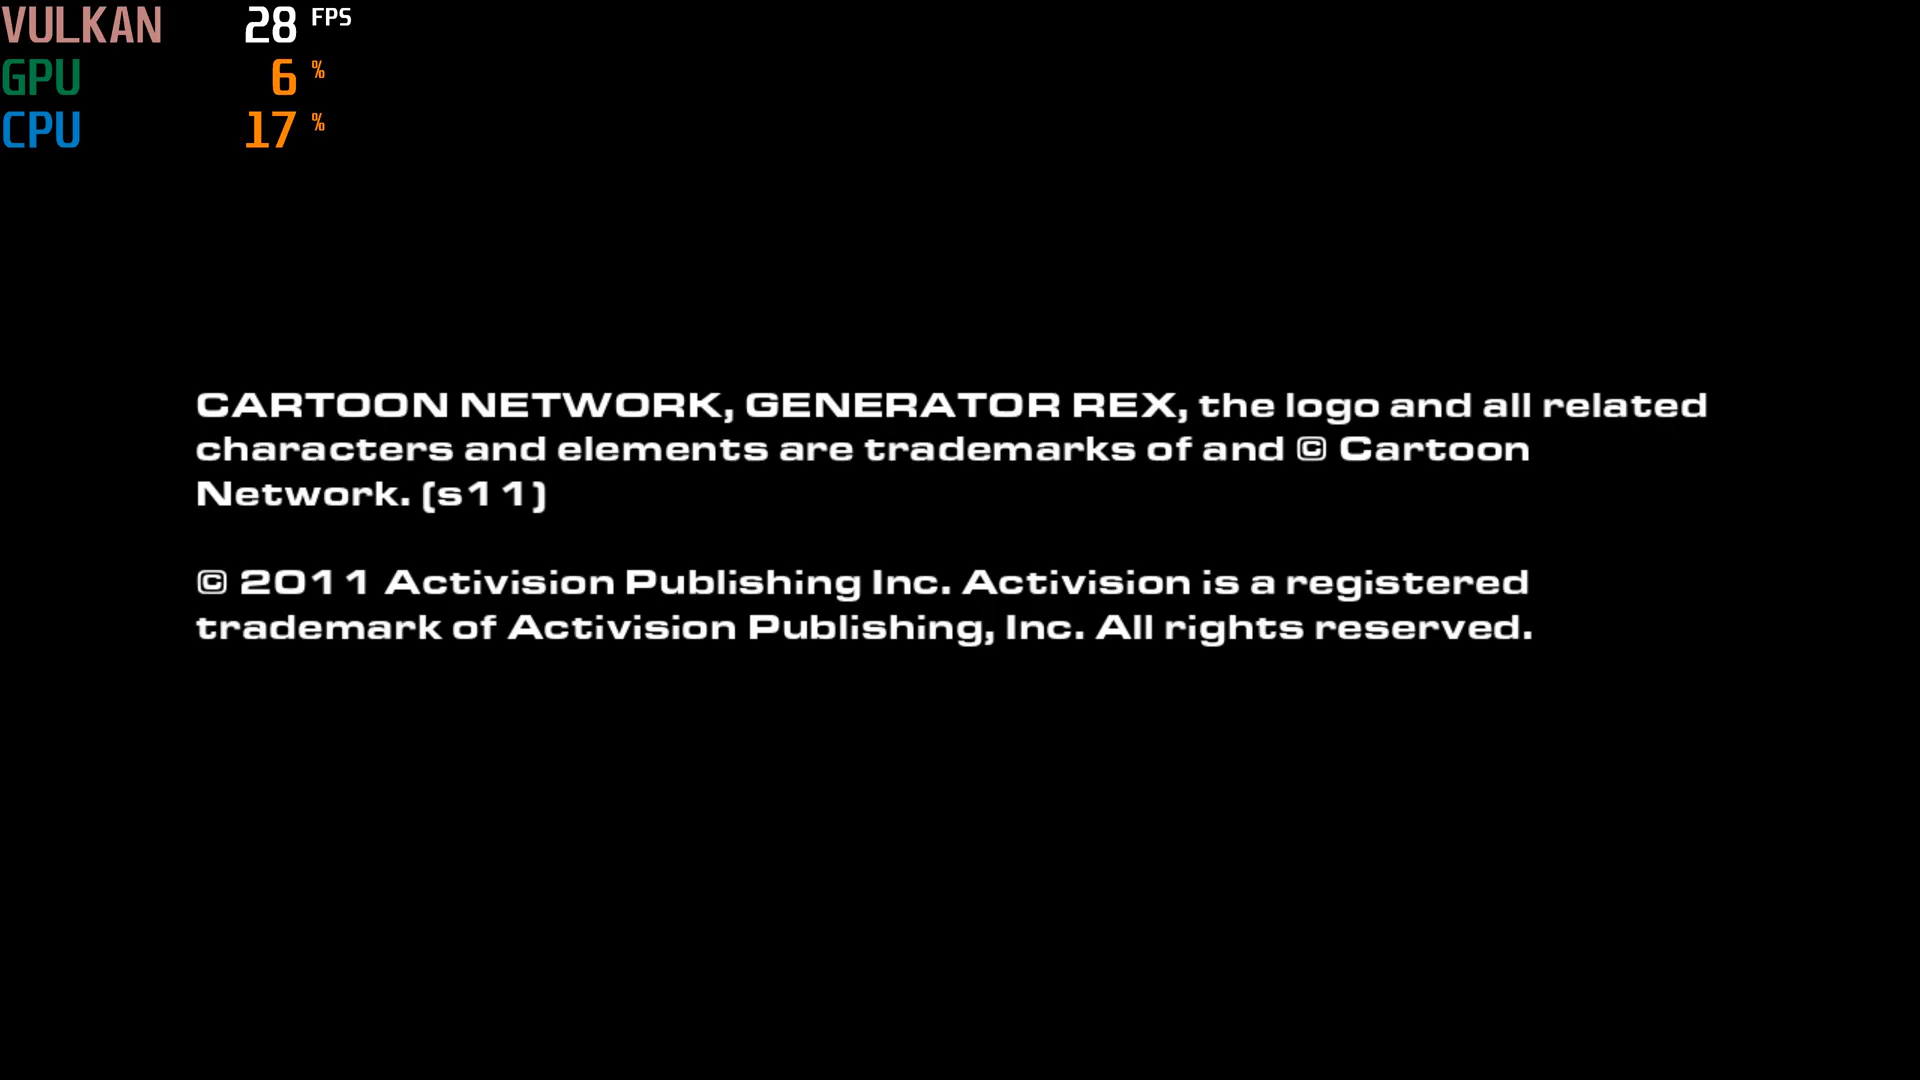 VULKAN 28 FPS
GPU 6 %
CPU 17 %
CARTOON NETWORK, GENERATOR REX, the logo and all related
characters and elements are trademarks of and © Cartoon
Network. (s11)
© 2011 Activision Publishing Inc. Activision is a registered
trademark of Activision Publishing, Inc. All rights reserved.